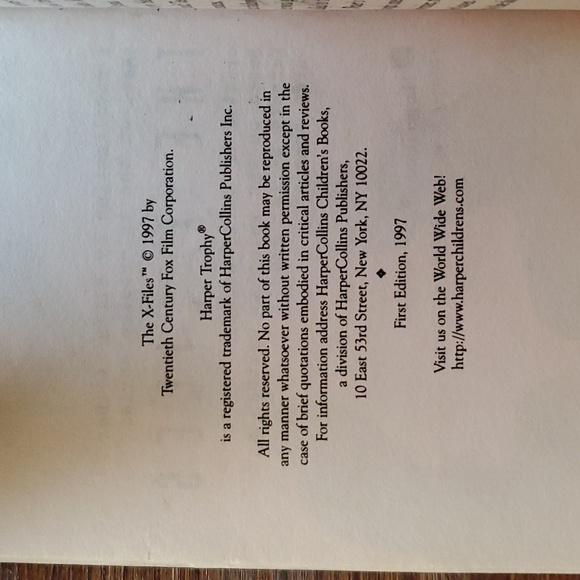 The X-Files™ © 1997 by
Twentieth Century Fox Film Corporation.
Harper Trophy®
is a registered trademark of HarperCollins Publishers Inc.
All rights reserved. No part of this book may be reproduced in
any manner whatsoever without written permission except in the
case of brief quotations embodied in critical articles and reviews.
For information address HarperCollins Children's Books,
a division of HarperCollins Publishers,
10 East 53rd Street, New York, NY 10022.
First Edition, 1997
Visit us on the World Wide Web!
http://www.harperchildrens.com